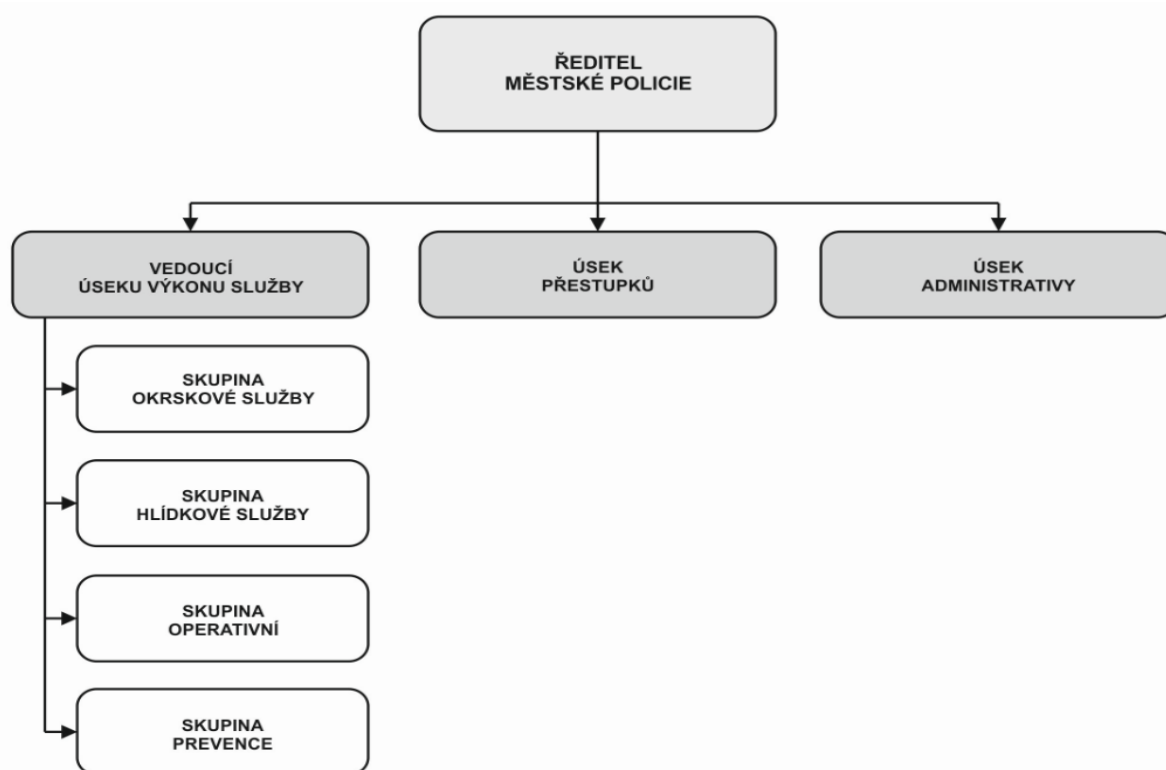 ŘEDITEL
MĚSTSKÉ POLICIE
VEDOUCÍ
ÚSEKU VÝKONU SLUŽBY
ÚSEK
PŘESTUPKŮ
ÚSEK
ADMINISTRATIVY
SKUPINA
OKRSKOVÉ SLUŽBY
SKUPINA
HLÍDKOVÉ SLUŽBY
SKUPINA
OPERATIVNÍ
SKUPINA
PREVENCE